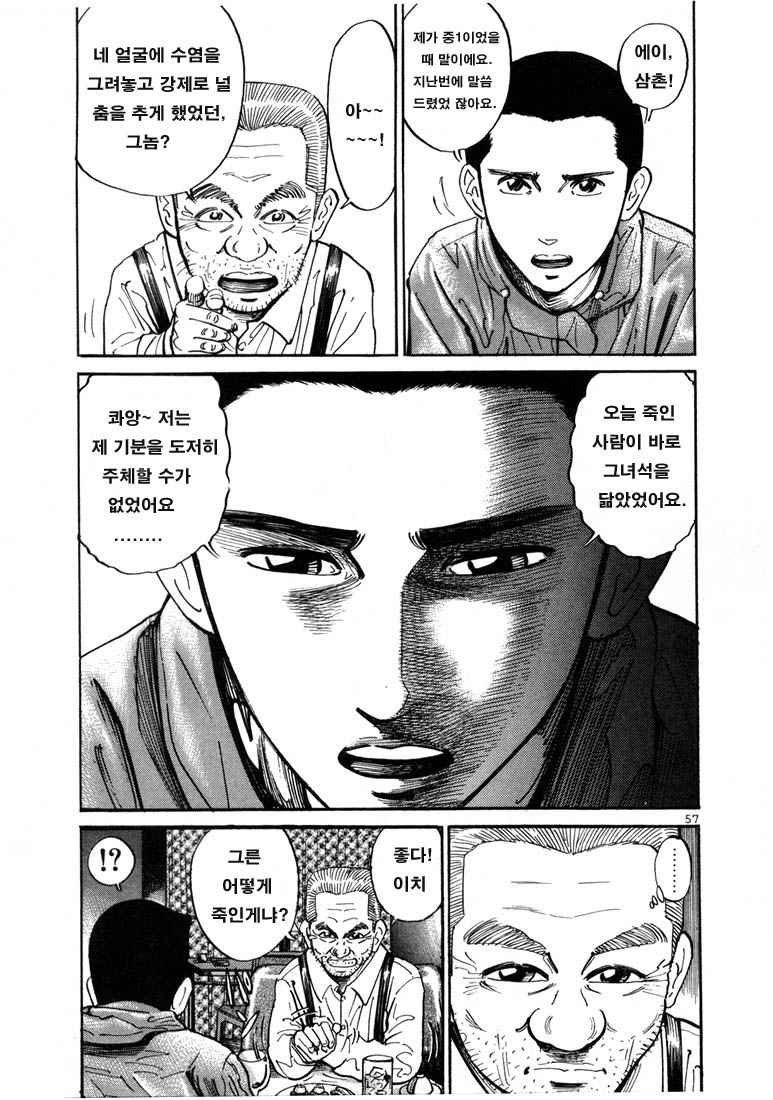 에이,
삼촌!
제가 중1이었을
때 말이에요.
지난번에 말씀
드렸었 잖아요.
아~~
~~~!
네 얼굴에 수염을
그려놓고 강제로 널
춤을 추게 했었던,
그놈?
오늘 죽인
사람이 바로
그녀석을
닮았었어요.
콰앙~ 저는
제 기분을 도저히
주체할 수가
없었어요
........
57
........
좋다!
이치
그른
어떻게
죽인게냐?
!?